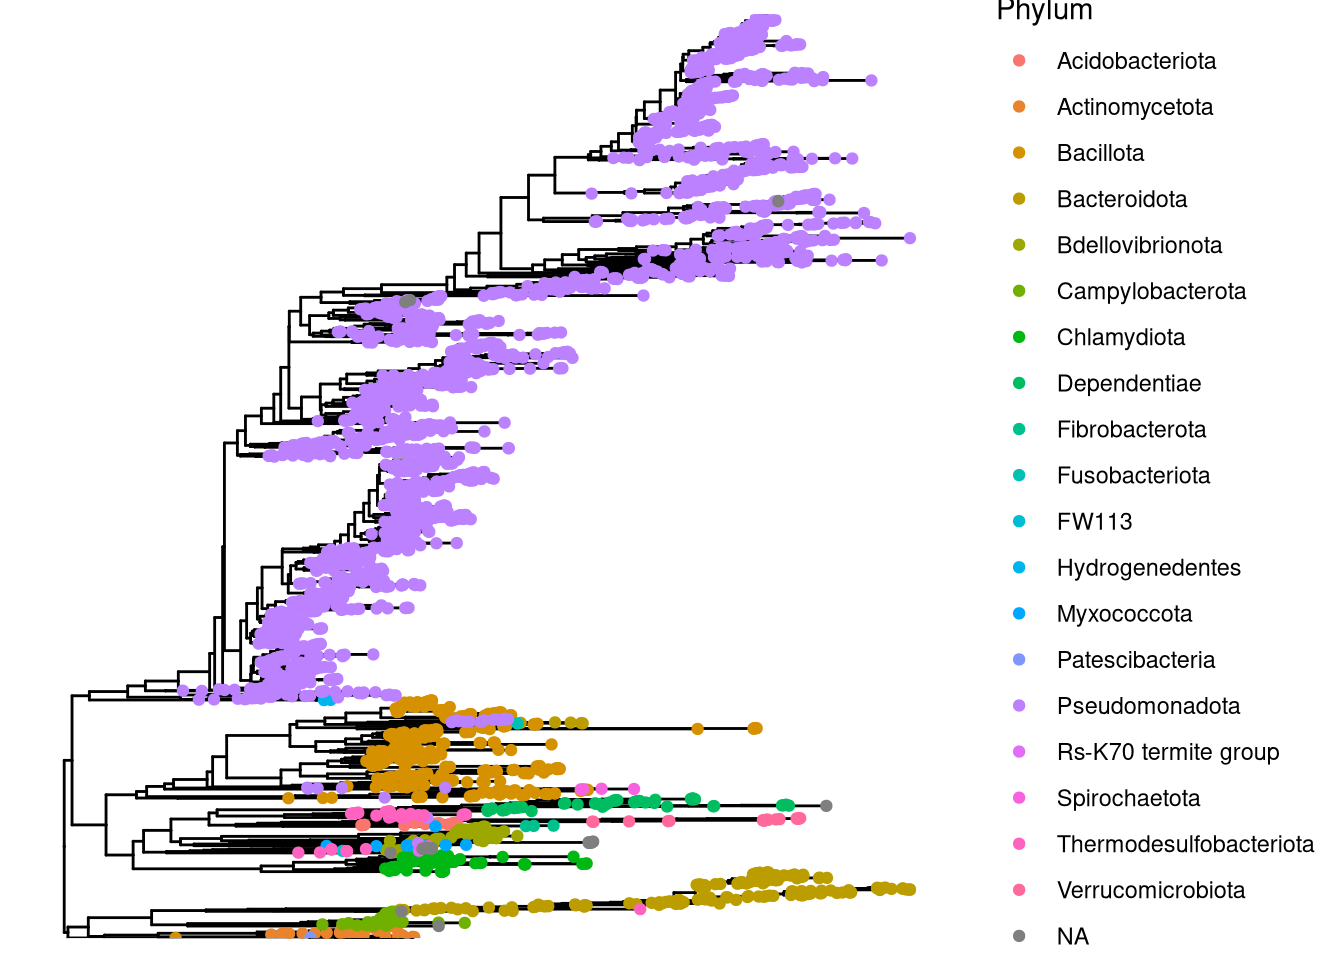 Phylum
Acidobacteriota
Actinomycetota
Bacillota
Bacteroidota
Bdellovibrionota
Campylobacterota
Chlamydiota
Dependentiae
Fibrobacterota
Fusobacteriota
FW113
Hydrogenedentes
Myxococcota
Patescibacteria
Pseudomonadota
Rs-K70 termite group
Spirochaetota
Thermodesulfobacteriota
Verrucomicrobiota
NA